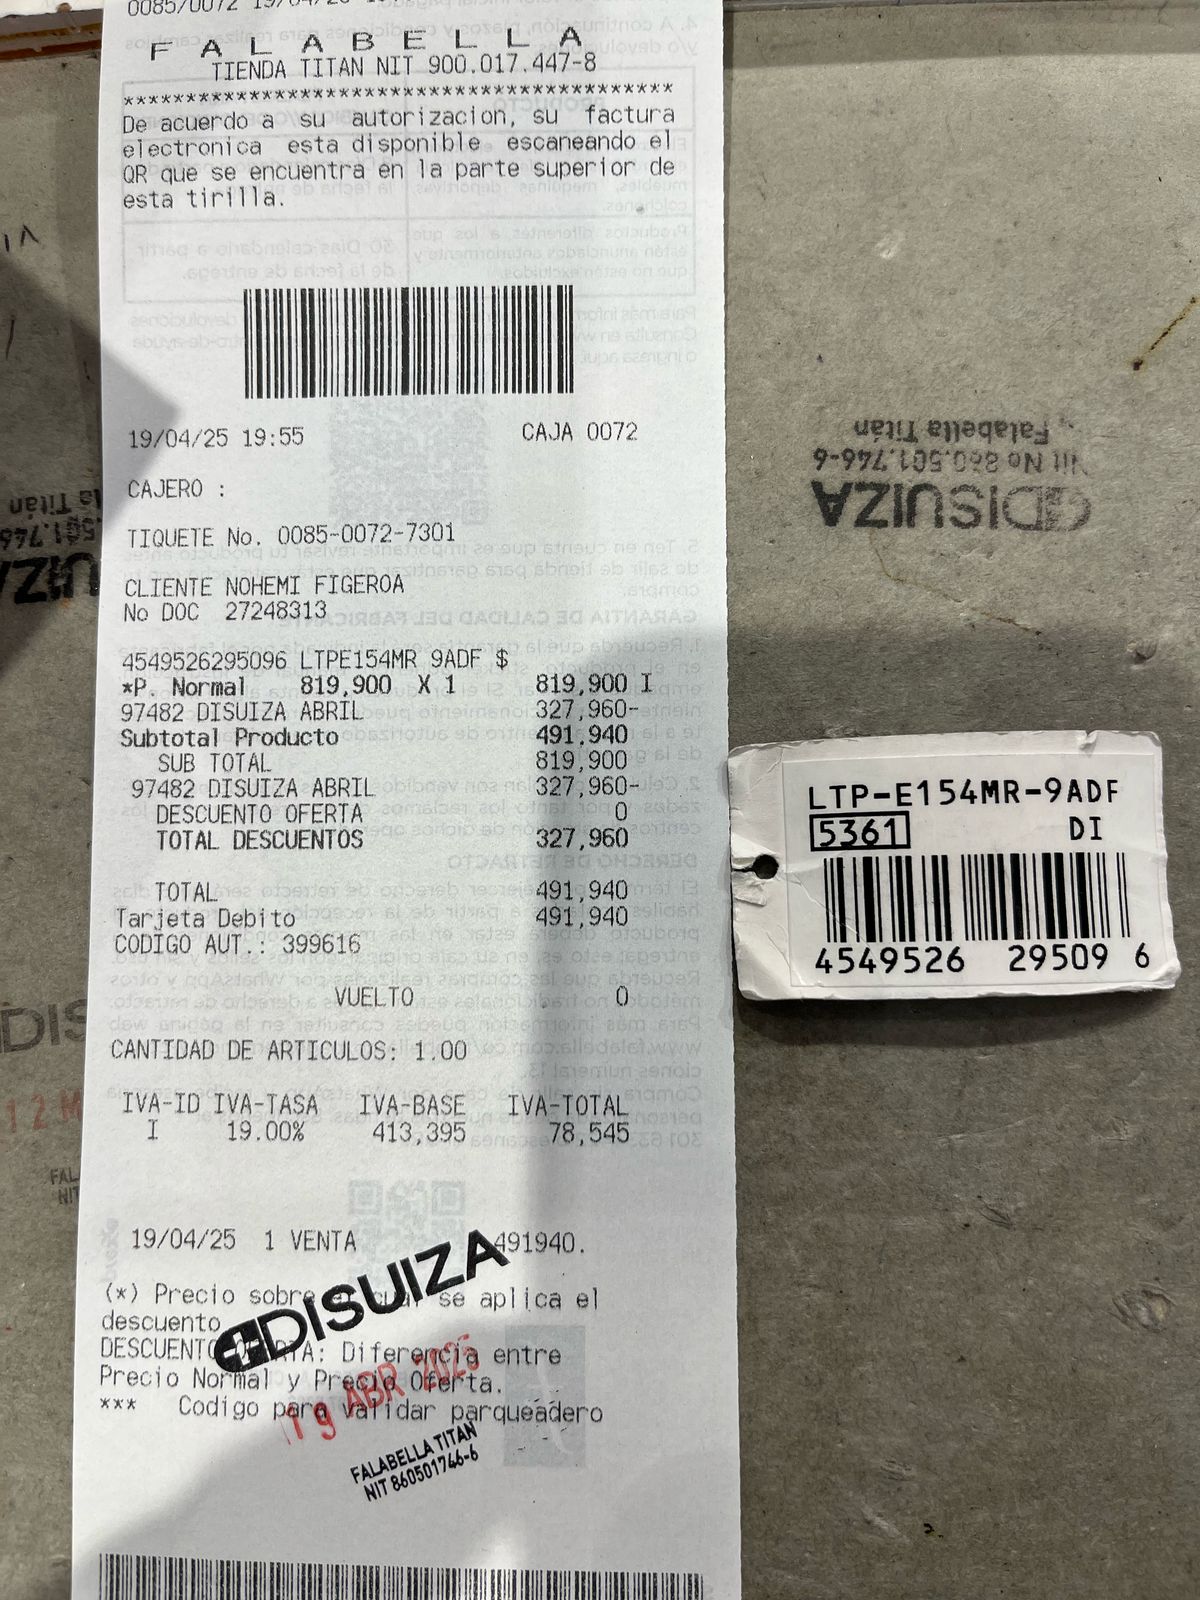 F A L A B E L L A
TIENDA TITAN NIT 900.017.447-8
********************************************
De acuerdo a su autorizacion, su factura
electronica esta disponible escaneando el
QR que se encuentra en la parte superior de
esta tirilla.
19/04/25 19:55 CAJA 0072
CAJERO :
TIQUETE No. 0085-0072-7301
CLIENTE NOHEMI FIGEROA
No DOC 27248313
4549526295096 LTPE154MR 9ADF $
*P. Normal 819,900 X 1 819,900 I
97482 DISUIZA ABRIL 327,960-
Subtotal Producto 491,940
SUB TOTAL 819,900
97482 DISUIZA ABRIL 327,960-
DESCUENTO OFERTA 0
TOTAL DESCUENTOS 327,960
TOTAL 491,940
Tarjeta Debito 491,940
CODIGO AUT.: 399616
VUELTO 0
CANTIDAD DE ARTICULOS: 1.00
IVA-ID IVA-TASA IVA-BASE IVA-TOTAL
I 19.00% 413,395 78,545
19/04/25 1 VENTA 491940.
(*) Precio sobre el cual se aplica el
descuento
DESCUENTO OFERTA: Diferencia entre
Precio Normal y Precio Oferta.
*** Codigo para validar parqueadero
DISUIZA
19 ABR 2025
FALABELLA TITAN
NIT 860501746-6
LTP-E154MR-9ADF
5361 DI
4549526 29509 6
DISUIZA
Nit No 860.501.746-6
Falabella Titán